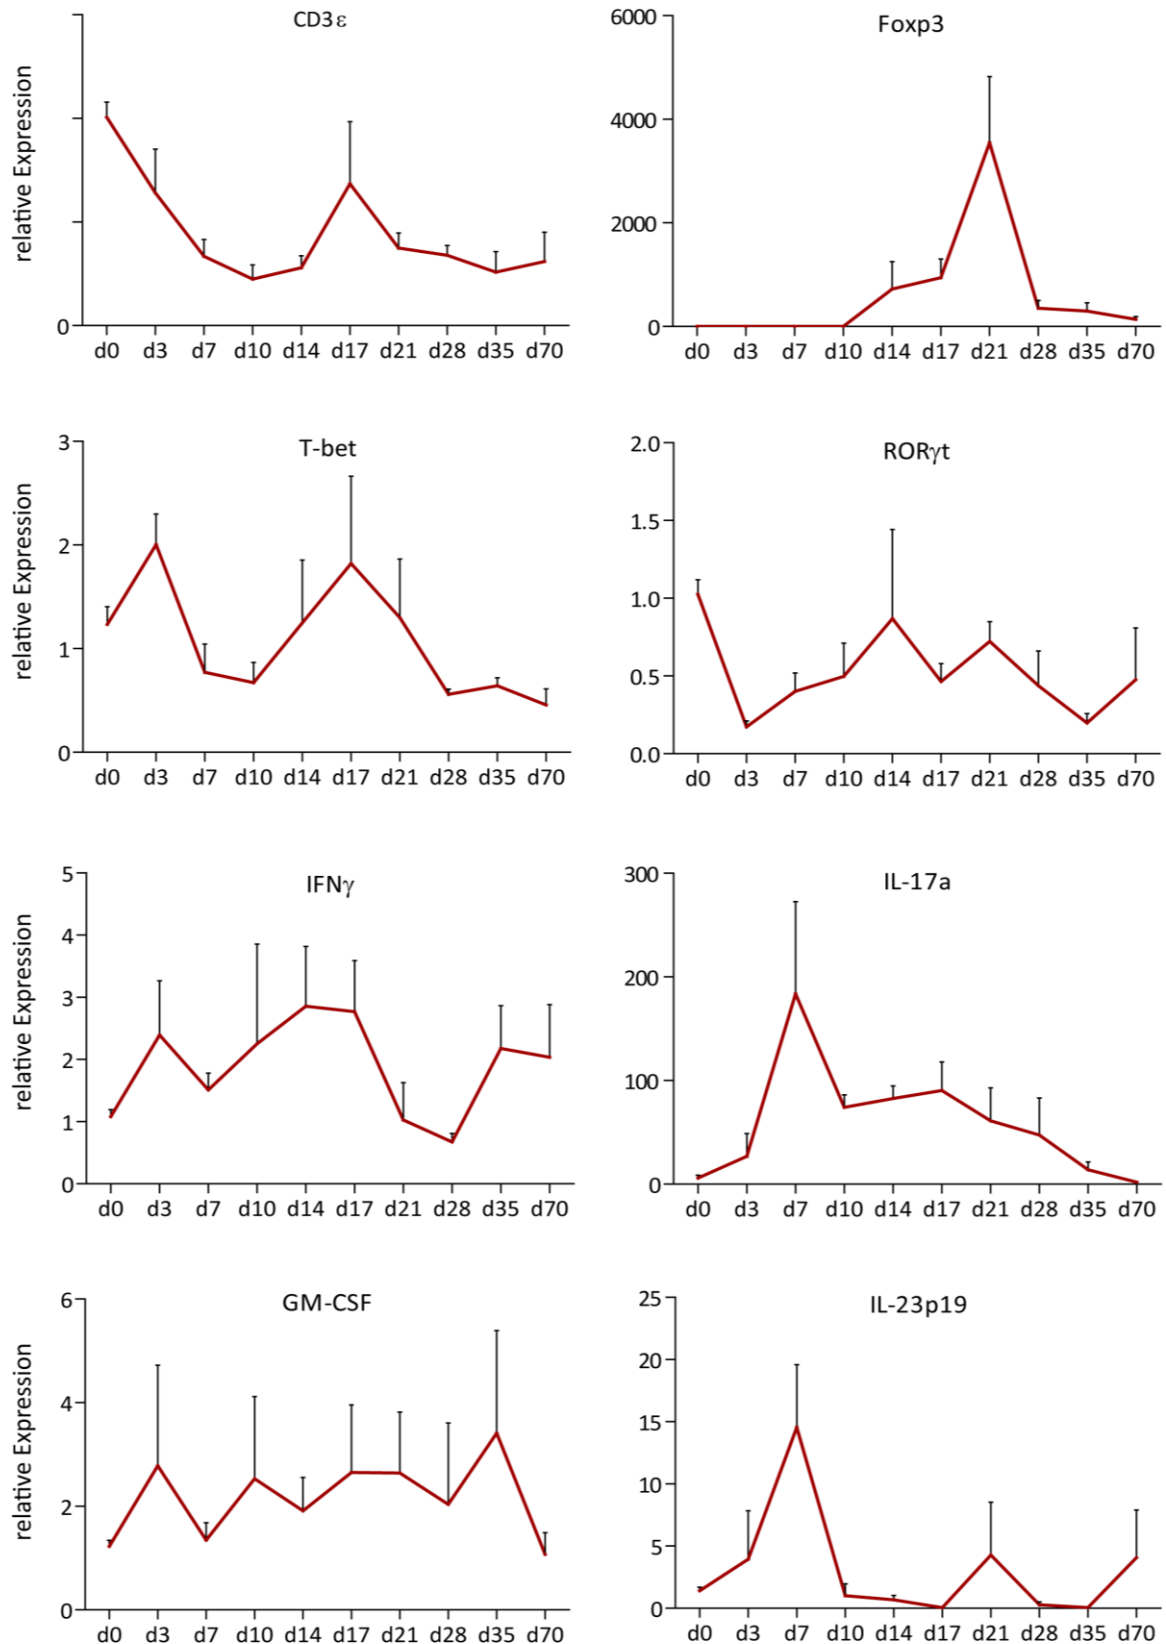 CD3ε
relative Expression
0
d0 d3 d7 d10 d14 d17 d21 d28 d35 d70
Foxp3
6000
4000
2000
0
d0 d3 d7 d10 d14 d17 d21 d28 d35 d70
T-bet
relative Expression
3
2
1
0
d0 d3 d7 d10 d14 d17 d21 d28 d35 d70
RORγt
2.0
1.5
1.0
0.5
0.0
d0 d3 d7 d10 d14 d17 d21 d28 d35 d70
IFNγ
relative Expression
5
4
3
2
1
0
d0 d3 d7 d10 d14 d17 d21 d28 d35 d70
IL-17a
300
200
100
0
d0 d3 d7 d10 d14 d17 d21 d28 d35 d70
GM-CSF
relative Expression
6
4
2
0
d0 d3 d7 d10 d14 d17 d21 d28 d35 d70
IL-23p19
25
20
15
10
5
0
d0 d3 d7 d10 d14 d17 d21 d28 d35 d70